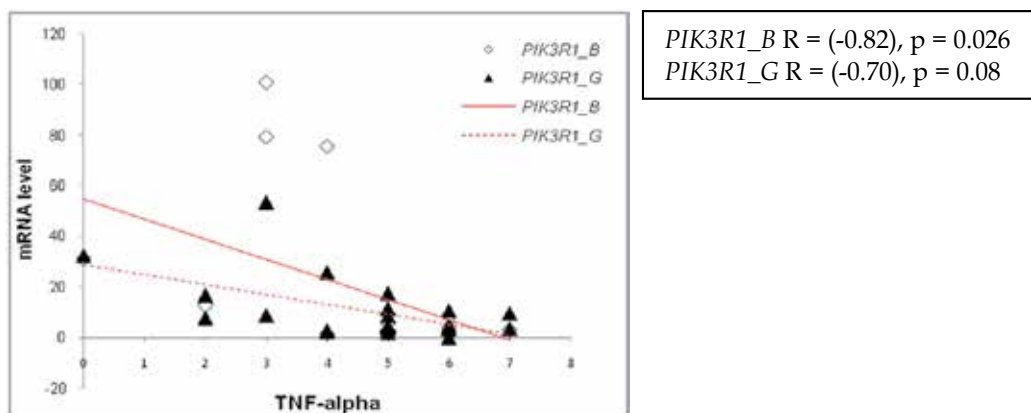 120
100
80
60
40
20
0
-20
mRNA level
0 1 2 3 4 5 6 7 8
TNF-alpha
PIK3R1_B
PIK3R1_G
PIK3R1_B
PIK3R1_G
PIK3R1_B R = (-0.82), p = 0.026
PIK3R1_G R = (-0.70), p = 0.08